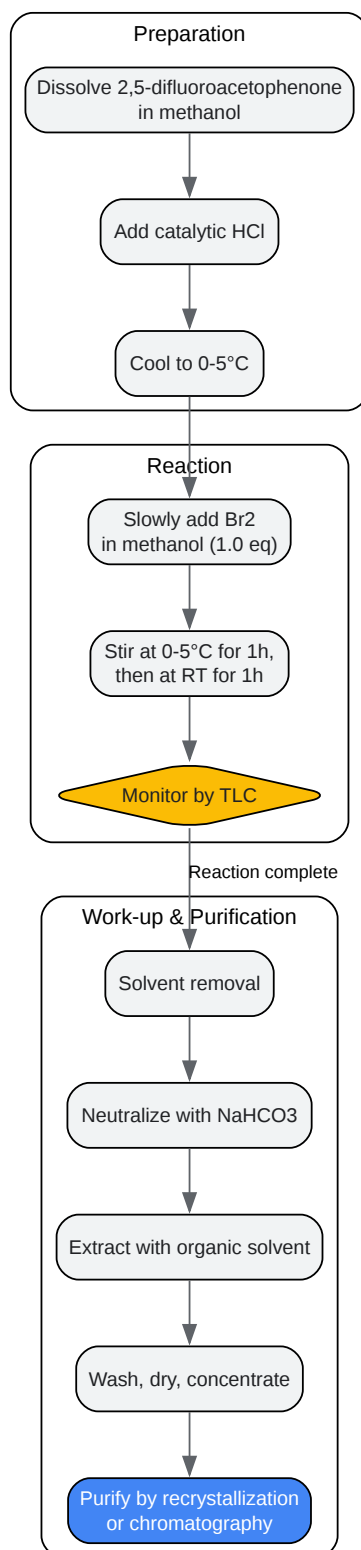 Preparation
Dissolve 2,5-difluoroacetophenone
in methanol
Add catalytic HCl
Cool to 0-5°C
Reaction
Slowly add Br2
in methanol (1.0 eq)
Stir at 0-5°C for 1h,
then at RT for 1h
Monitor by TLC
Reaction complete
Work-up & Purification
Solvent removal
Neutralize with NaHCO3
Extract with organic solvent
Wash, dry, concentrate
Purify by recrystallization
or chromatography